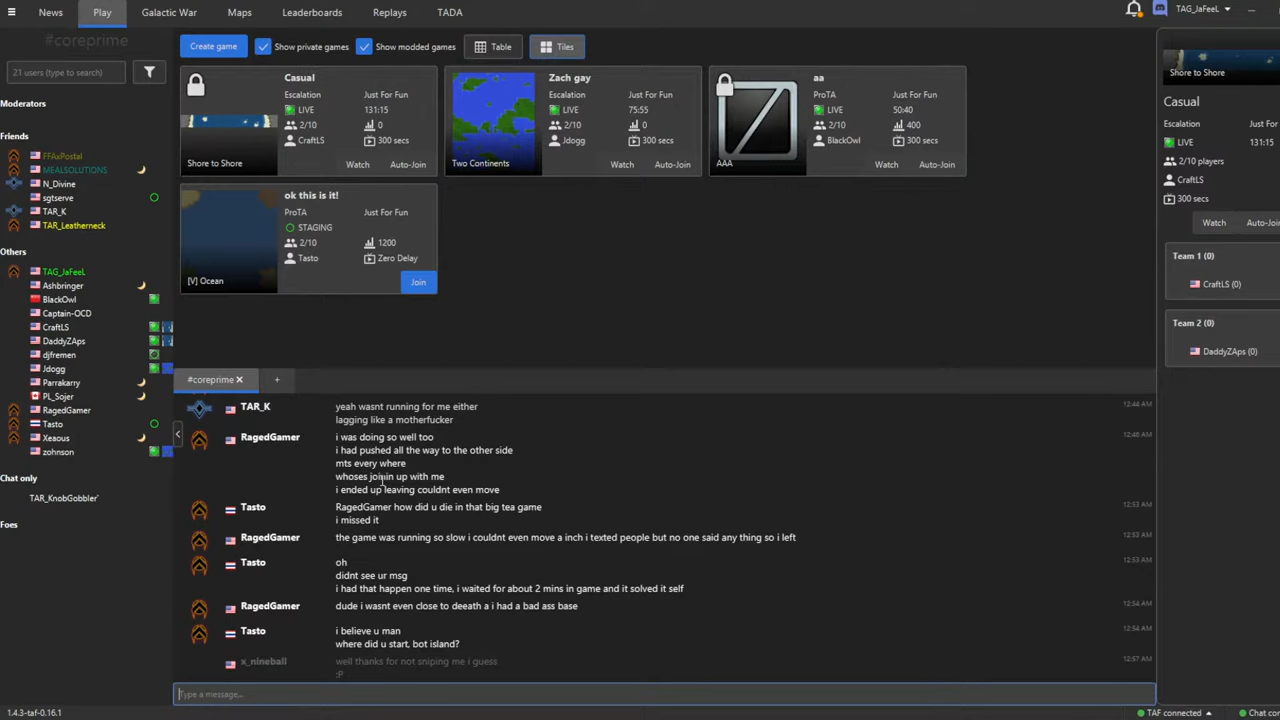 News
Play
Galactic War
Maps
Leaderboards
Replays
TADA
TAG_JaFeeL
#coreprime
21 users (type to search)
Moderators
Friends
FFAxPostal
MEALSOLUTIONS
N_Divine
sgtserve
TAR_K
TAR_Leatherneck
Others
TAG_JaFeeL
Ashbringer
BlackOwl
Captain-OCD
CraftLS
DaddyZAps
djfremen
Jdogg
Parrakarry
PL_Sojer
RagedGamer
Tasto
Xeaous
zohnson
Chat only
TAR_KnobGobbler'
Foes
1.4.3-taf-0.16.1
Create game
Show private games
Show modded games
Table
Tiles
Casual
Escalation
Just For Fun
LIVE
131:15
2/10
0
CraftLS
300 secs
Shore to Shore
Watch
Auto-Join
Zach gay
Escalation
Just For Fun
LIVE
75:55
2/10
0
Jdogg
300 secs
Two Continents
Watch
Auto-Join
aa
ProTA
Just For Fun
LIVE
50:40
2/10
400
BlackOwl
300 secs
AAA
Watch
Auto-Join
ok this is it!
ProTA
Just For Fun
STAGING
2/10
1200
Tasto
Zero Delay
[V] Ocean
Join
#coreprime
+
TAR_K
yeah wasnt running for me either
12:44 AM
lagging like a motherfucker
RagedGamer
i was doing so well too
12:46 AM
i had pushed all the way to the other side
mts every where
whoses joinin up with me
i ended up leaving couldnt even move
Tasto
RagedGamer how did u die in that big tea game
12:53 AM
i missed it
RagedGamer
the game was running so slow i couldnt even move a inch i texted people but no one said any thing so i left
12:53 AM
Tasto
oh
12:53 AM
didnt see ur msg
i had that happen one time, i waited for about 2 mins in game and it solved it self
RagedGamer
dude i wasnt even close to deeath a i had a bad ass base
12:54 AM
Tasto
i believe u man
12:54 AM
where did u start, bot island?
x_nineball
well thanks for not sniping me i guess
12:57 AM
:P
Type a message...
Shore to Shore
Casual
Escalation
Just For Fun
LIVE
131:15
2/10 players
CraftLS
300 secs
Watch
Auto-Join
Team 1 (0)
CraftLS (0)
Team 2 (0)
DaddyZAps (0)
TAF connected
Chat con